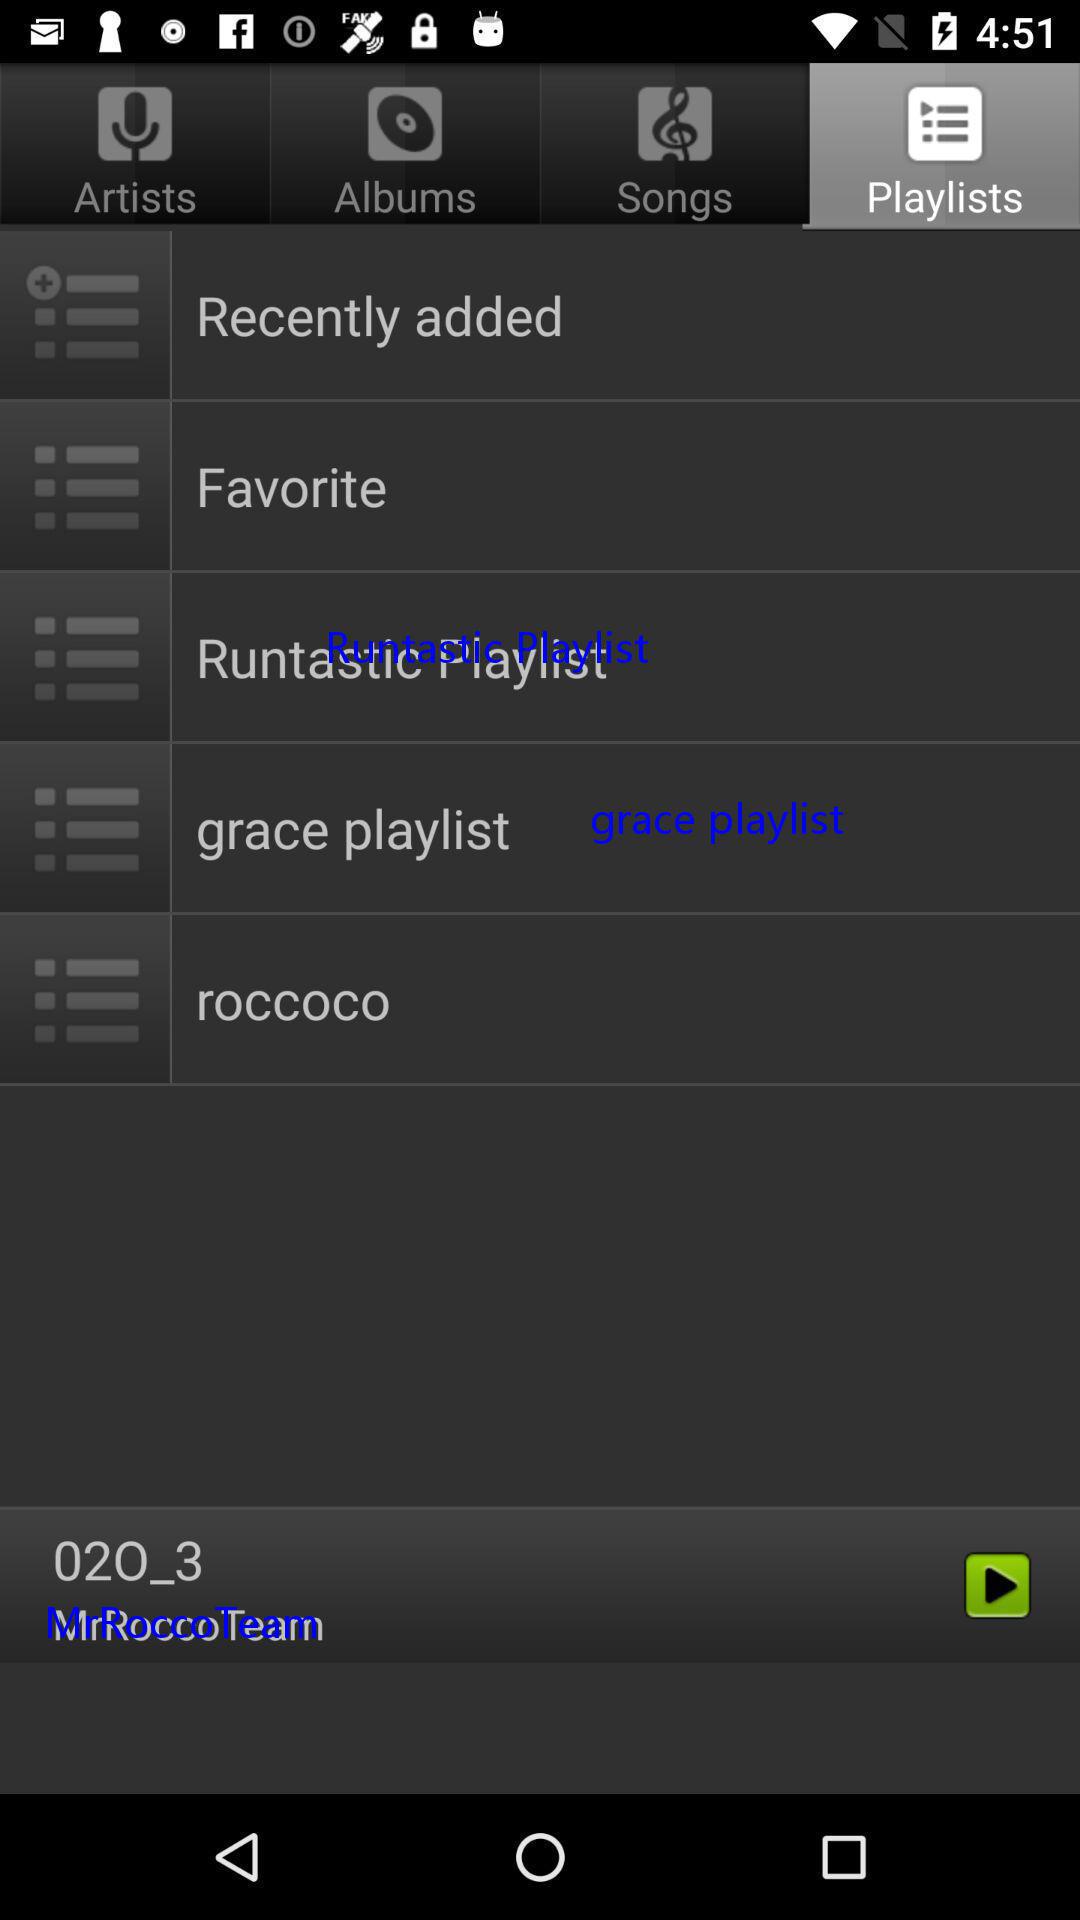 FAKE
4:51
Artists Albums Songs Playlists
Recently added
Favorite
Runtastic Playlist
Runtastic Playlist
grace playlist
grace playlist
roccoco
02O_3
MrRoccoTeam
MrRoccoTeam